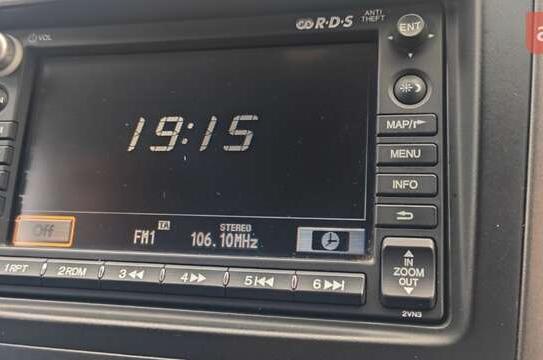 VOL
R·D·S
ANTI
THEFT
ENT
19:15
MAP/
MENU
INFO
Off
FM1
TA
STEREO
106.10MHz
IN
ZOOM
OUT
1RPT
2RDM
3
4
5
6
2VN3